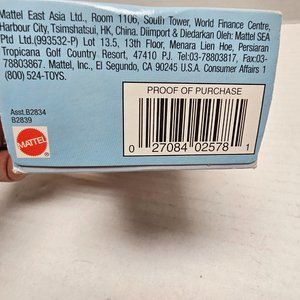 Mattel East Asia Ltd., Room 1106, South Tower, World Finance Centre,
Harbour City, Tsimshatsui, HK, China. Diimport & Diedarkan Oleh: Mattel SEA
Ptd Ltd.(993532-P) Lot 13.5, 13th Floor, Menara Lien Hoe, Persiaran
Tropicana Golf Country Resort, 47410 PJ. Tel:03-78803817, Fax:03-
78803867. Mattel, Inc., El Segundo, CA 90245 U.S.A. Consumer Affairs 1
(800) 524-TOYS.
Asst.B2834
B2839
PROOF OF PURCHASE
MATTEL
®
0 27084 02578 1